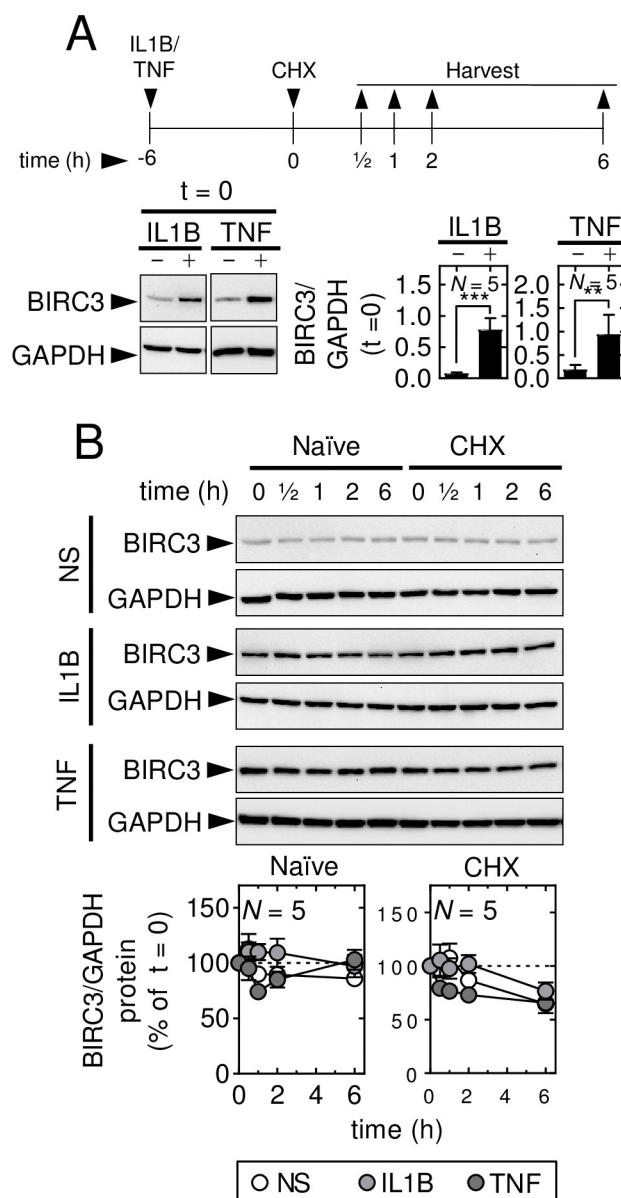 A
IL1B/
TNF
CHX
Harvest
time (h)
-6 0 ½ 1 2 6
t = 0
IL1B TNF
− + − +
BIRC3
GAPDH
BIRC3/
GAPDH
(t =0)
IL1B
− +
N = 5
***
1.5
1.0
0.5
0.0
TNF
− +
N = 5
**
2.0
1.5
1.0
0.5
0.0
B
Naïve CHX
time (h) 0 ½ 1 2 6 0 ½ 1 2 6
NS
BIRC3
GAPDH
IL1B
BIRC3
GAPDH
TNF
BIRC3
GAPDH
BIRC3/GAPDH
protein
(% of t = 0)
Naïve
N = 5
150
100
50
0
0 2 4 6
CHX
N = 5
150
100
50
0
0 2 4 6
time (h)
NS IL1B TNF